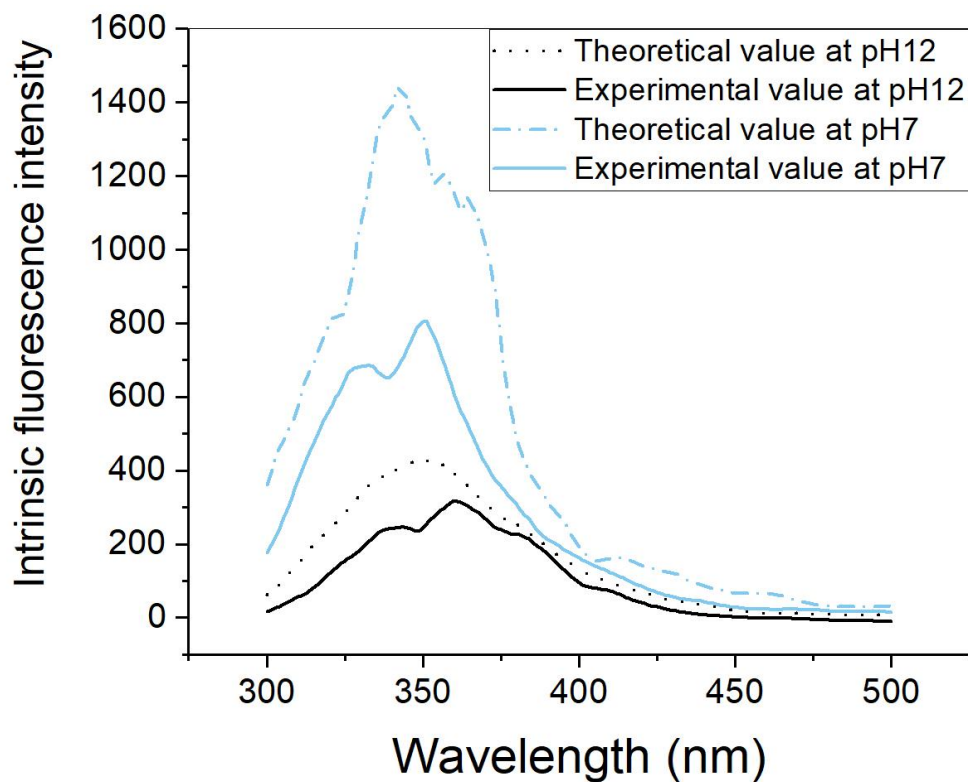 1600
1400
1200
1000
800
600
400
200
0
Intrinsic fluorescence intensity
Theoretical value at pH12
Experimental value at pH12
Theoretical value at pH7
Experimental value at pH7
300 350 400 450 500
Wavelength (nm)